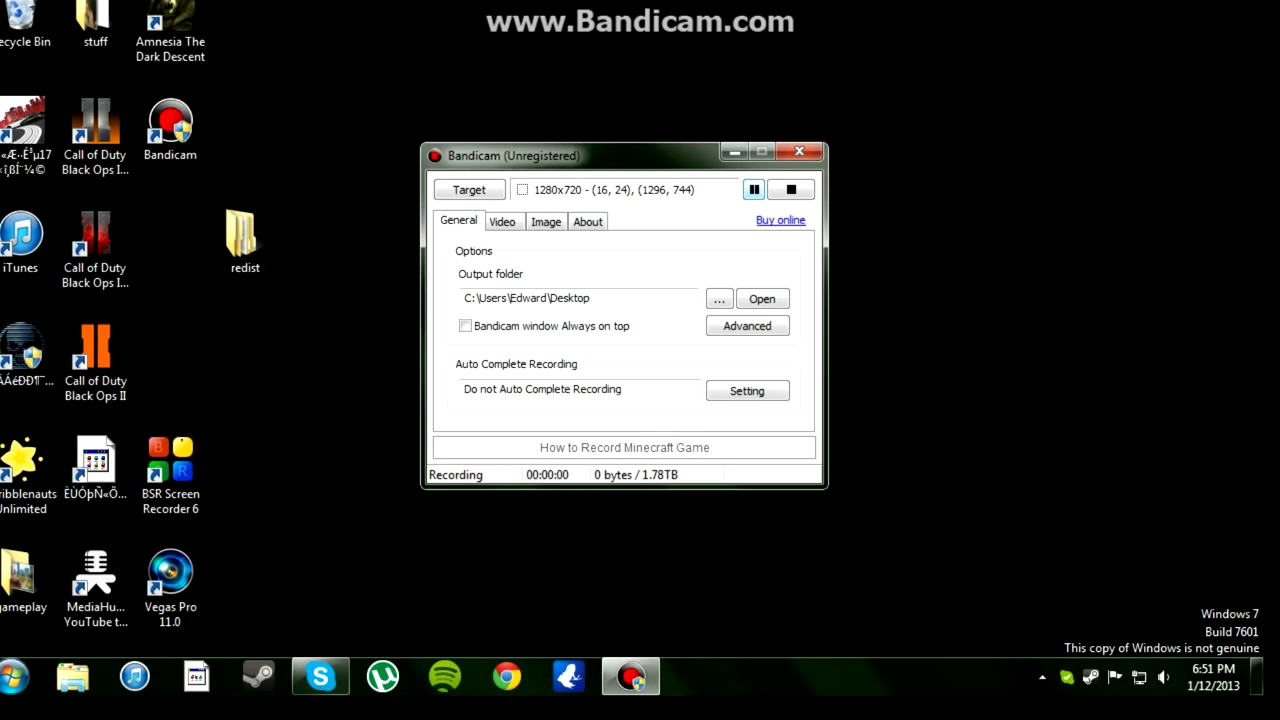 www.Bandicam.com
ecycle Bin
stuff
Amnesia The
Dark Descent
Call of Duty
Black Ops I...
Bandicam
iTunes
Call of Duty
Black Ops I...
redist
Call of Duty
Black Ops II
ribblenauts
Unlimited
BSR Screen
Recorder 6
gameplay
MediaHu...
YouTube t...
Vegas Pro
11.0
Bandicam (Unregistered)
Target
1280x720 - (16, 24), (1296, 744)
General
Video
Image
About
Buy online
Options
Output folder
C:\Users\Edward\Desktop
...
Open
Bandicam window Always on top
Advanced
Auto Complete Recording
Do not Auto Complete Recording
Setting
How to Record Minecraft Game
Recording
00:00:00
0 bytes / 1.78TB
Windows 7
Build 7601
This copy of Windows is not genuine
6:51 PM
1/12/2013